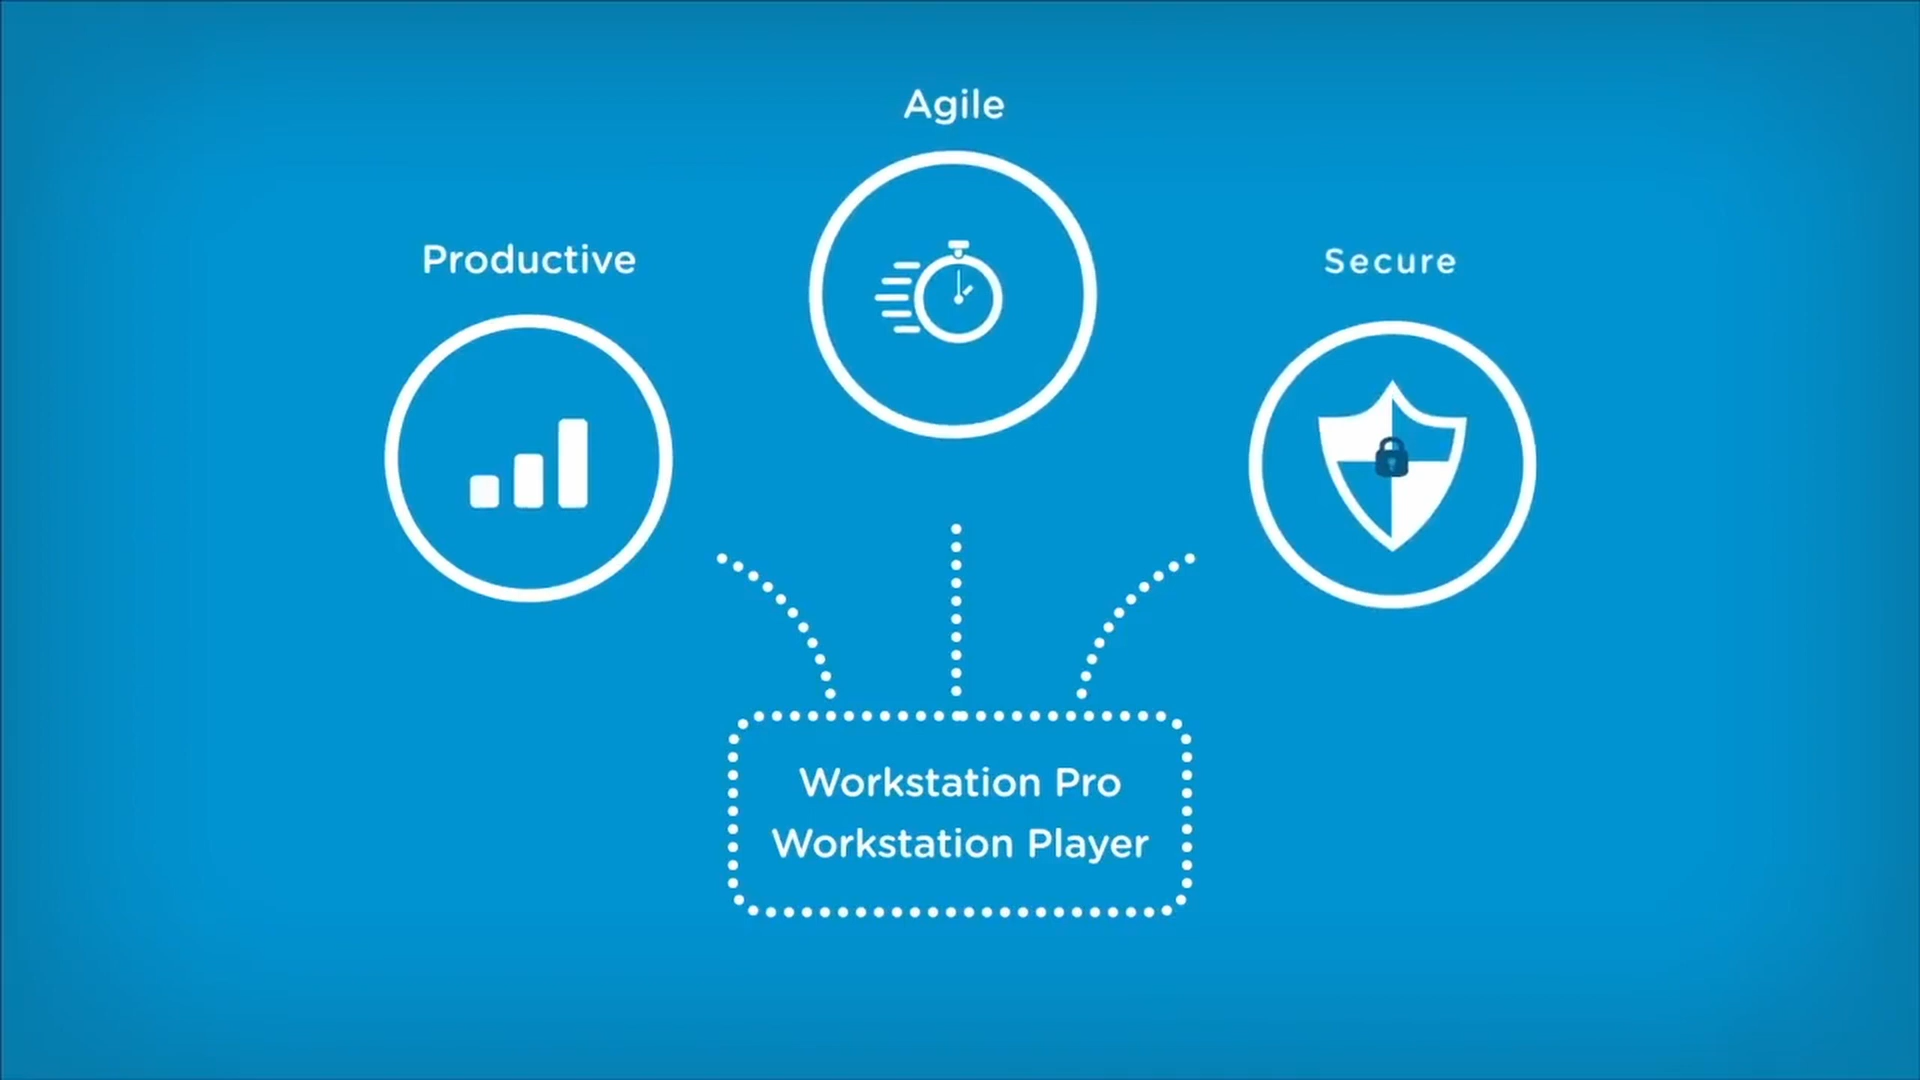 Agile
Productive
Secure
Workstation Pro
Workstation Player